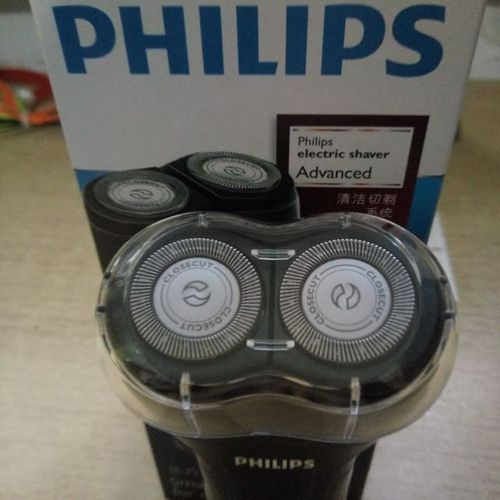 PHILIPS
Philips
electric shaver
Advanced
清洁切剃
系统
CLOSECUT
CLOSECUT
CLOSECUT
CLOSECUT
PHILIPS